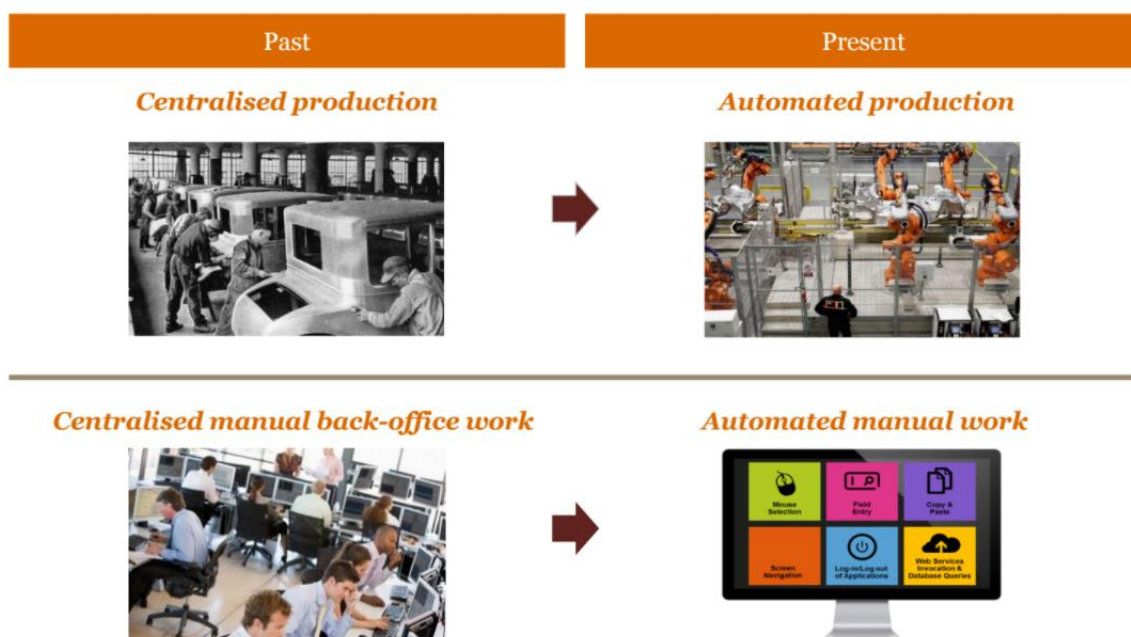 Past
Present
Centralised production
Automated production
Centralised manual back-office work
Automated manual work
Mouse
Selection
Field
Entry
Copy &
Paste
Screen
Navigation
Log-in/Log out
of Applications
Web Services
Invocation &
Database Queries